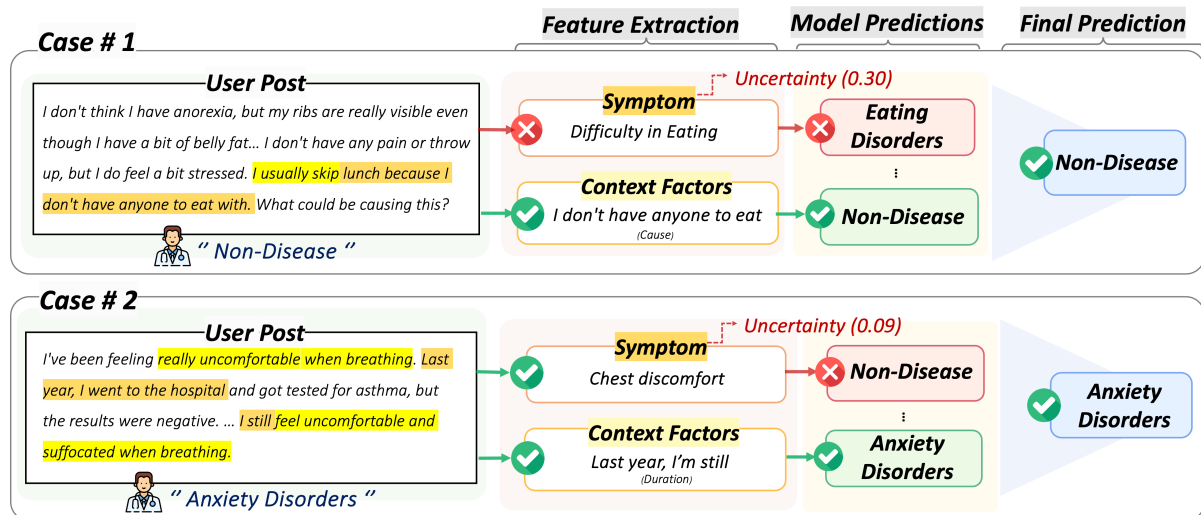 Feature Extraction
Model Predictions
Final Prediction
Case # 1
User Post
I don't think I have anorexia, but my ribs are really visible even
though I have a bit of belly fat... I don't have any pain or throw
up, but I do feel a bit stressed. I usually skip lunch because I
don't have anyone to eat with. What could be causing this?
" Non-Disease "
Uncertainty (0.30)
Symptom
Difficulty in Eating
Context Factors
I don't have anyone to eat
(Cause)
Eating
Disorders
...
Non-Disease
Non-Disease
Case # 2
User Post
I've been feeling really uncomfortable when breathing. Last
year, I went to the hospital and got tested for asthma, but
the results were negative. ... I still feel uncomfortable and
suffocated when breathing.
" Anxiety Disorders "
Uncertainty (0.09)
Symptom
Chest discomfort
Context Factors
Last year, I'm still
(Duration)
Non-Disease
...
Anxiety
Disorders
Anxiety
Disorders